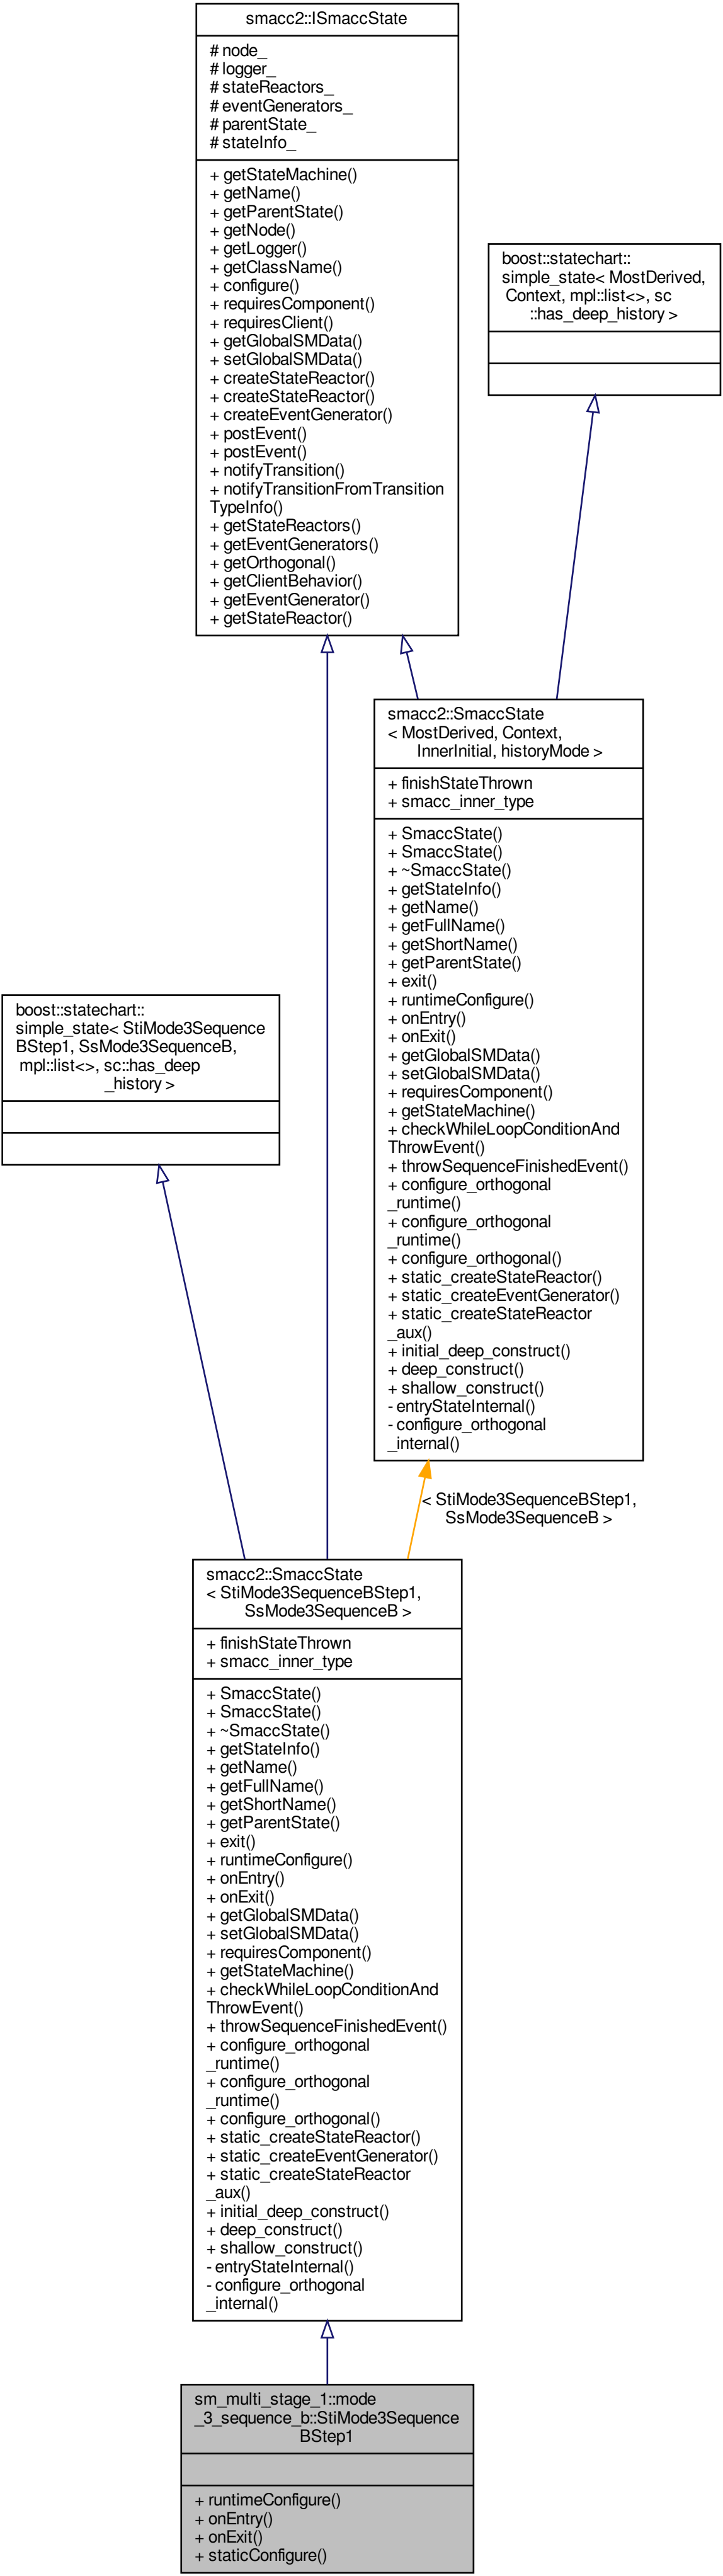 smacc2::ISmaccState
# node_
# logger_
# stateReactors_
# eventGenerators_
# parentState_
# stateInfo_
+ getStateMachine()
+ getName()
+ getParentState()
+ getNode()
+ getLogger()
+ getClassName()
+ configure()
+ requiresComponent()
+ requiresClient()
+ getGlobalSMData()
+ setGlobalSMData()
+ createStateReactor()
+ createStateReactor()
+ createEventGenerator()
+ postEvent()
+ postEvent()
+ notifyTransition()
+ notifyTransitionFromTransition
TypeInfo()
+ getStateReactors()
+ getEventGenerators()
+ getOrthogonal()
+ getClientBehavior()
+ getEventGenerator()
+ getStateReactor()
boost::statechart::
simple_state< MostDerived,
Context, mpl::list<>, sc
::has_deep_history >
smacc2::SmaccState
< MostDerived, Context,
InnerInitial, historyMode >
+ finishStateThrown
+ smacc_inner_type
+ SmaccState()
+ SmaccState()
+ ~SmaccState()
+ getStateInfo()
+ getName()
+ getFullName()
+ getShortName()
+ getParentState()
+ exit()
+ runtimeConfigure()
+ onEntry()
+ onExit()
+ getGlobalSMData()
+ setGlobalSMData()
+ requiresComponent()
+ getStateMachine()
+ checkWhileLoopConditionAnd
ThrowEvent()
+ throwSequenceFinishedEvent()
+ configure_orthogonal
_runtime()
+ configure_orthogonal
_runtime()
+ configure_orthogonal()
+ static_createStateReactor()
+ static_createEventGenerator()
+ static_createStateReactor
_aux()
+ initial_deep_construct()
+ deep_construct()
+ shallow_construct()
- entryStateInternal()
- configure_orthogonal
_internal()
boost::statechart::
simple_state< StiMode3Sequence
BStep1, SsMode3SequenceB,
mpl::list<>, sc::has_deep
_history >
< StiMode3SequenceBStep1,
SsMode3SequenceB >
smacc2::SmaccState
< StiMode3SequenceBStep1,
SsMode3SequenceB >
+ finishStateThrown
+ smacc_inner_type
+ SmaccState()
+ SmaccState()
+ ~SmaccState()
+ getStateInfo()
+ getName()
+ getFullName()
+ getShortName()
+ getParentState()
+ exit()
+ runtimeConfigure()
+ onEntry()
+ onExit()
+ getGlobalSMData()
+ setGlobalSMData()
+ requiresComponent()
+ getStateMachine()
+ checkWhileLoopConditionAnd
ThrowEvent()
+ throwSequenceFinishedEvent()
+ configure_orthogonal
_runtime()
+ configure_orthogonal
_runtime()
+ configure_orthogonal()
+ static_createStateReactor()
+ static_createEventGenerator()
+ static_createStateReactor
_aux()
+ initial_deep_construct()
+ deep_construct()
+ shallow_construct()
- entryStateInternal()
- configure_orthogonal
_internal()
sm_multi_stage_1::mode
_3_sequence_b::StiMode3Sequence
BStep1
+ runtimeConfigure()
+ onEntry()
+ onExit()
+ staticConfigure()